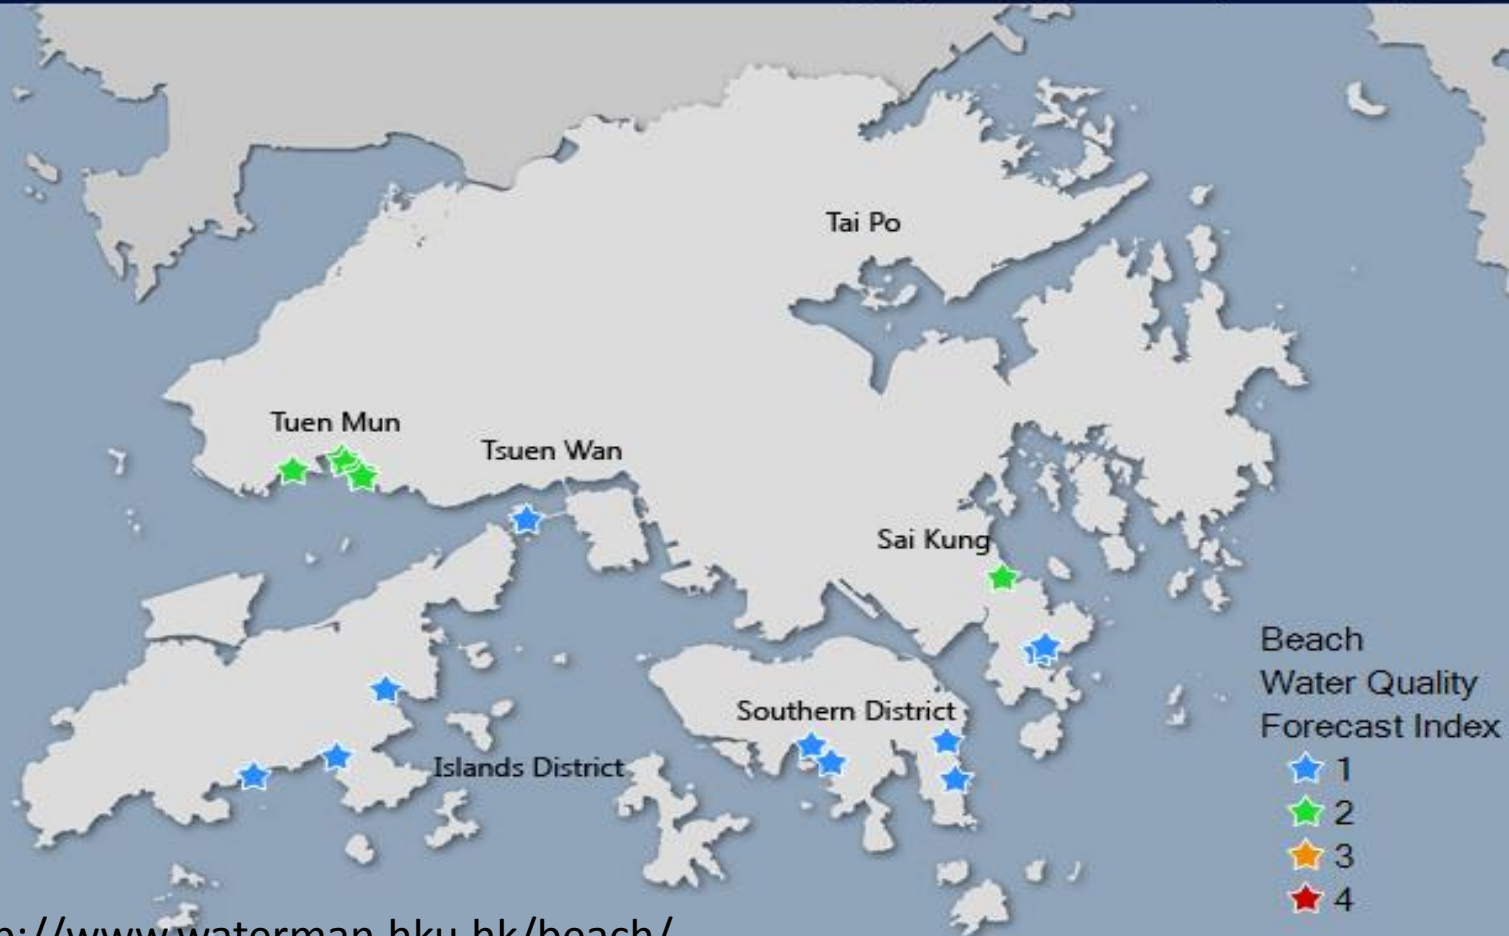 Tai Po
Tuen Mun
Tsuen Wan
Sai Kung
Southern District
Islands District
Beach
Water Quality
Forecast Index
1
2
3
4
p://www.waterman.hku.hk/beach/